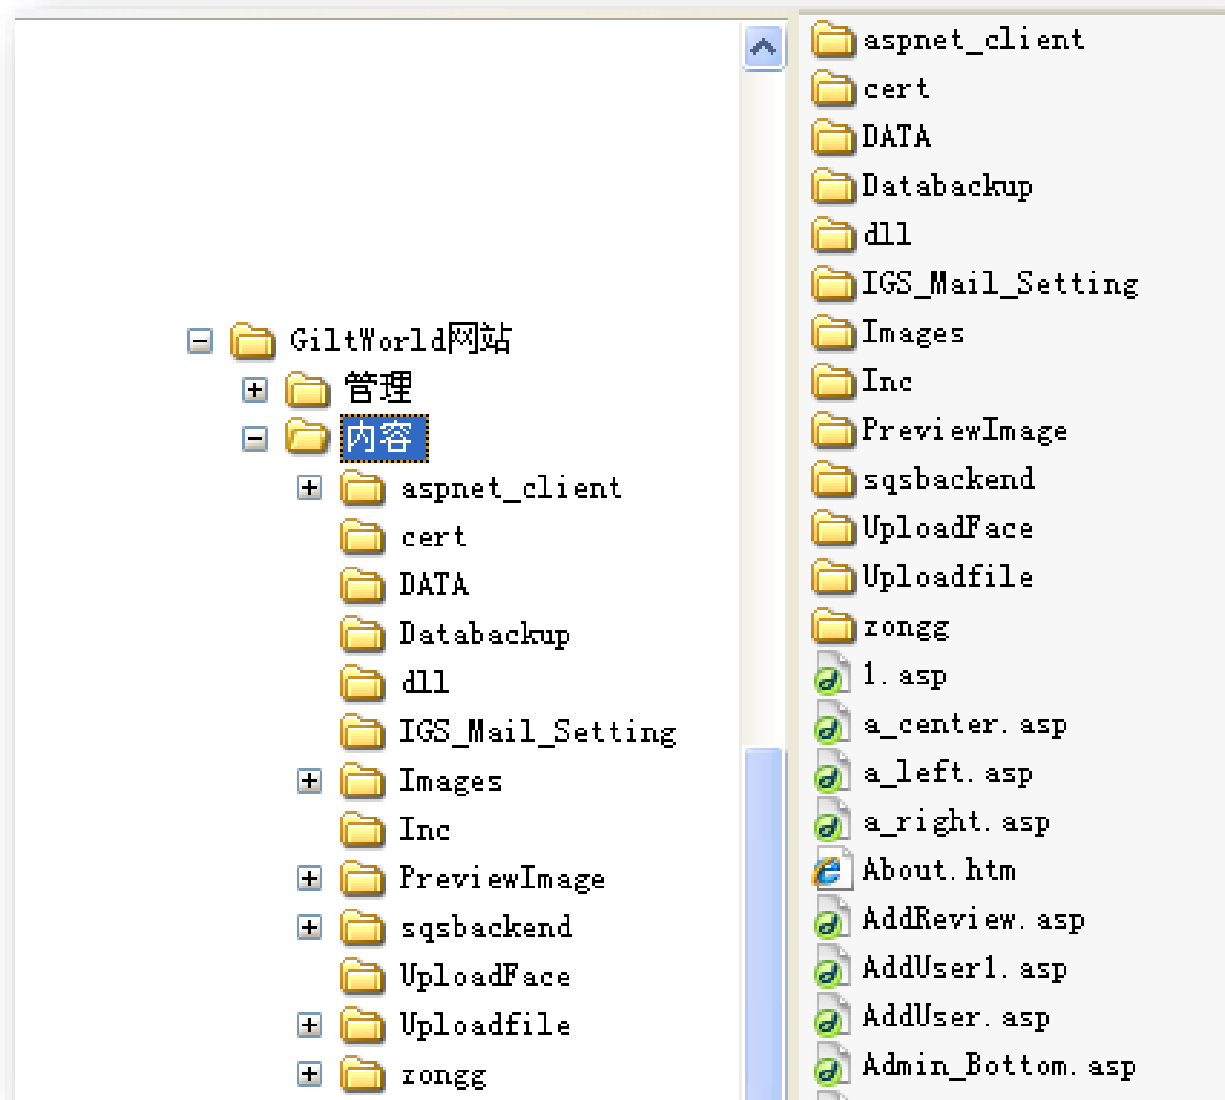 GiltWorld网站
管理
内容
aspnet_client
cert
DATA
Databackup
dll
IGS_Mail_Setting
Images
Inc
PreviewImage
sqsbackend
UploadFace
Uploadfile
zongg
aspnet_client
cert
DATA
Databackup
dll
IGS_Mail_Setting
Images
Inc
PreviewImage
sqsbackend
UploadFace
Uploadfile
zongg
1.asp
a_center.asp
a_left.asp
a_right.asp
About.htm
AddReview.asp
AddUser1.asp
AddUser.asp
Admin_Bottom.asp